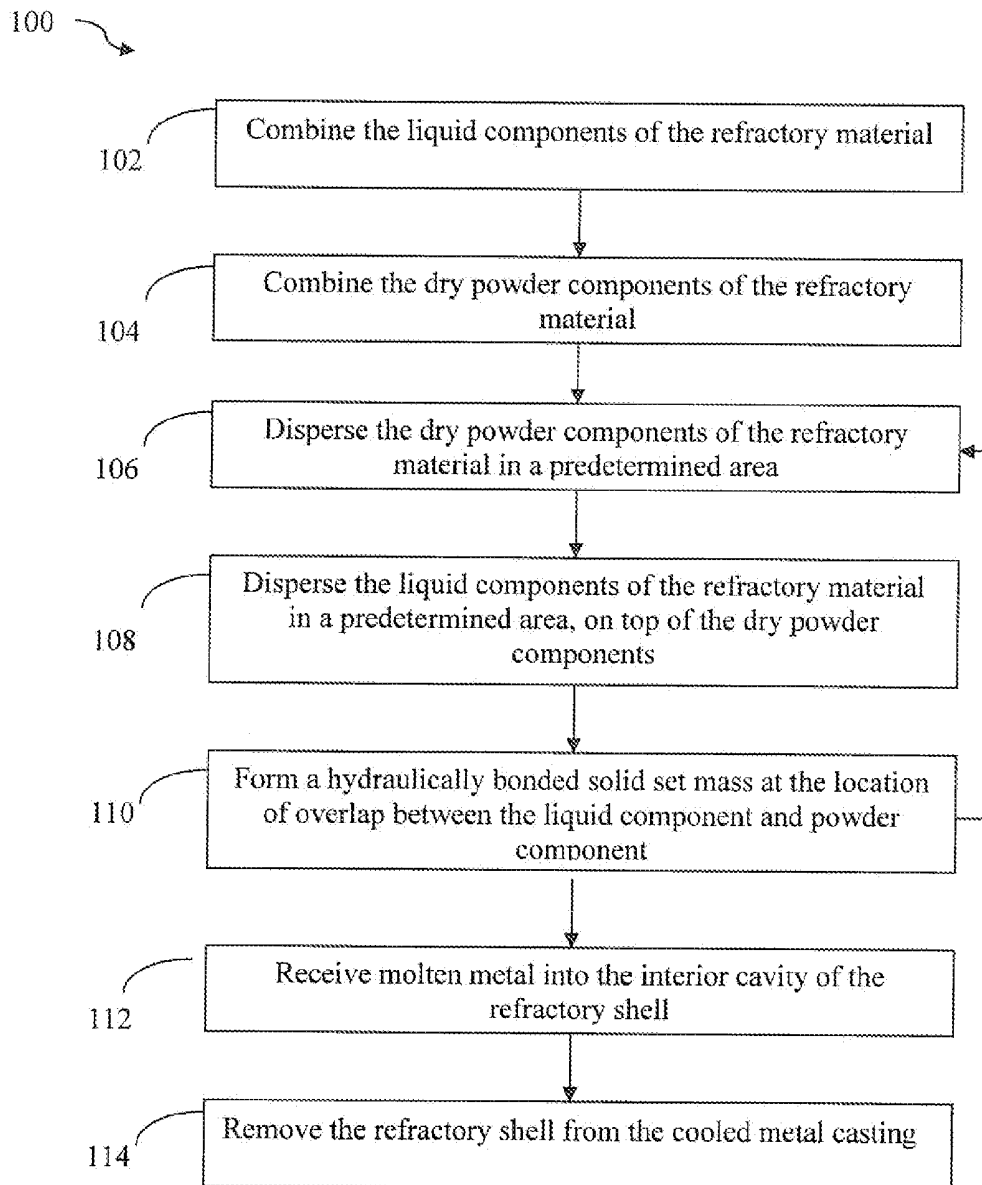 100
Combine the liquid components of the refractory material
102
Combine the dry powder components of the refractory
material
104
Disperse the dry powder components of the refractory
material in a predetermined area
106
Disperse the liquid components of the refractory material
in a predetermined area, on top of the dry powder
components
108
Form a hydraulically bonded solid set mass at the location
of overlap between the liquid component and powder
component
110
Receive molten metal into the interior cavity of the
refractory shell
112
Remove the refractory shell from the cooled metal casting
114